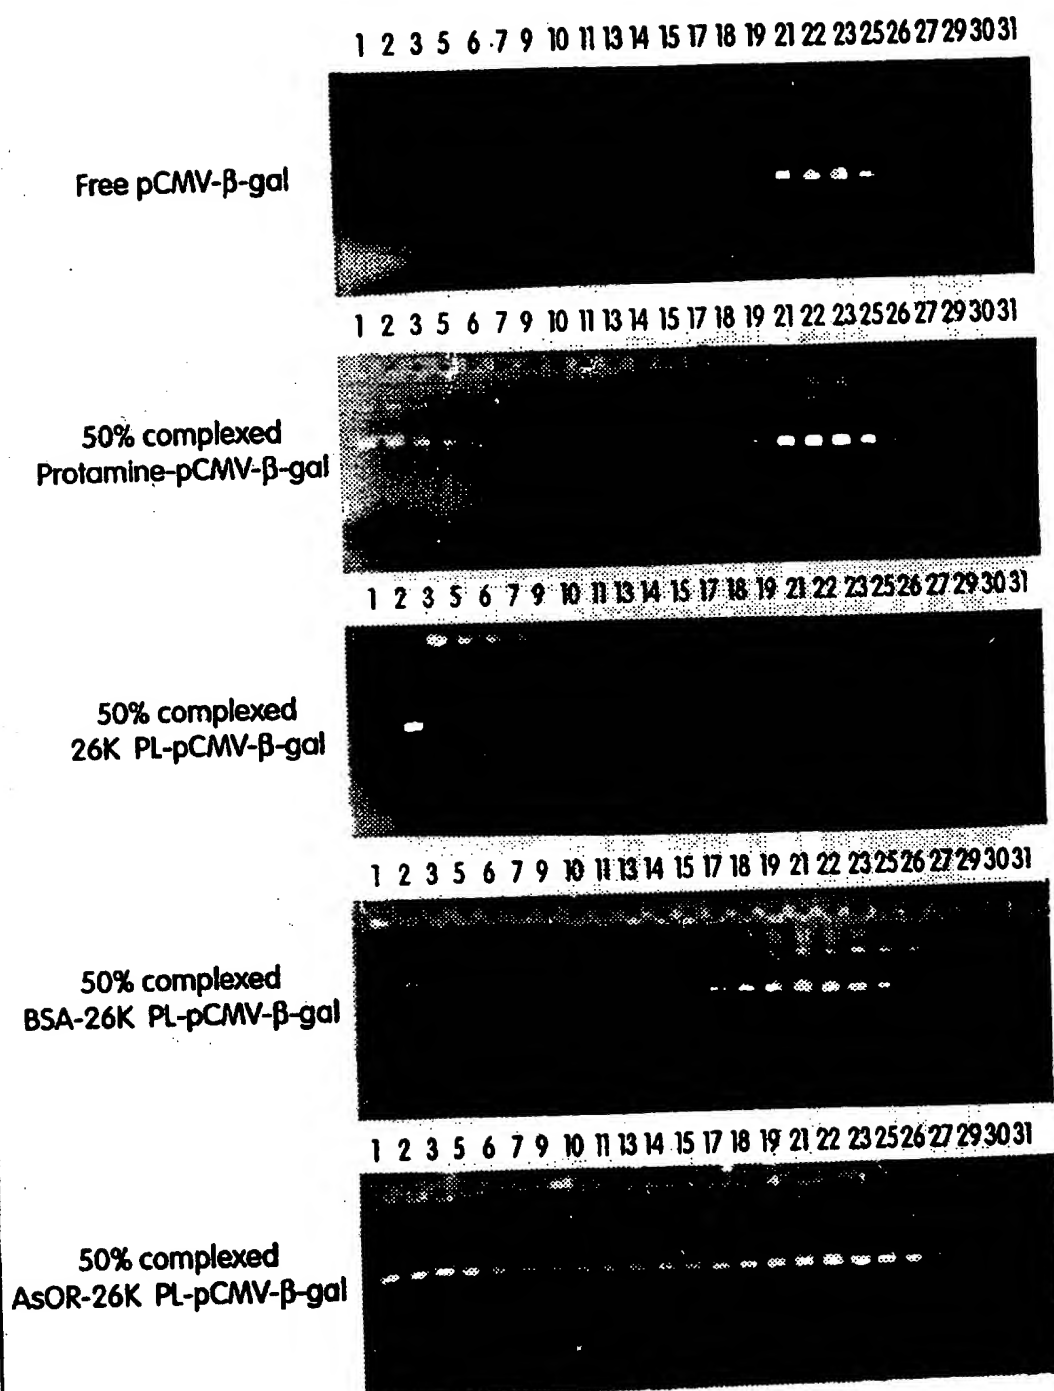 1 2 3 5 6 7 9 10 11 13 14 15 17 18 19 21 22 23 25 26 27 29 30 31
Free pCMV-β-gal
1 2 3 5 6 7 9 10 11 13 14 15 17 18 19 21 22 23 25 26 27 29 30 31
50% complexed
Protamine-pCMV-β-gal
1 2 3 5 6 7 9 10 11 13 14 15 17 18 19 21 22 23 25 26 27 29 30 31
50% complexed
26K PL-pCMV-β-gal
1 2 3 5 6 7 9 10 11 13 14 15 17 18 19 21 22 23 25 26 27 29 30 31
50% complexed
BSA-26K PL-pCMV-β-gal
1 2 3 5 6 7 9 10 11 13 14 15 17 18 19 21 22 23 25 26 27 29 30 31
50% complexed
AsOR-26K PL-pCMV-β-gal